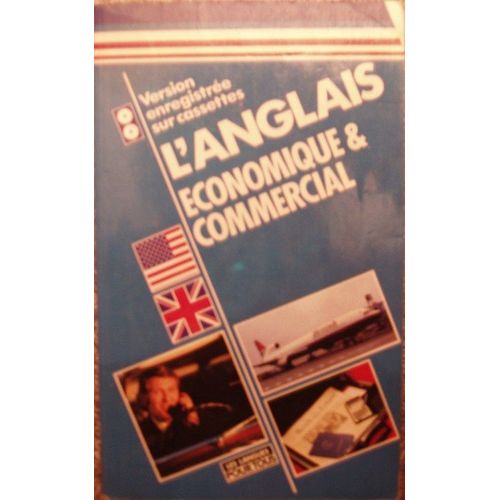 Version
enregistrée
sur cassettes
L'ANGLAIS
ECONOMIQUE &
COMMERCIAL
LES LANGUES
POUR TOUS